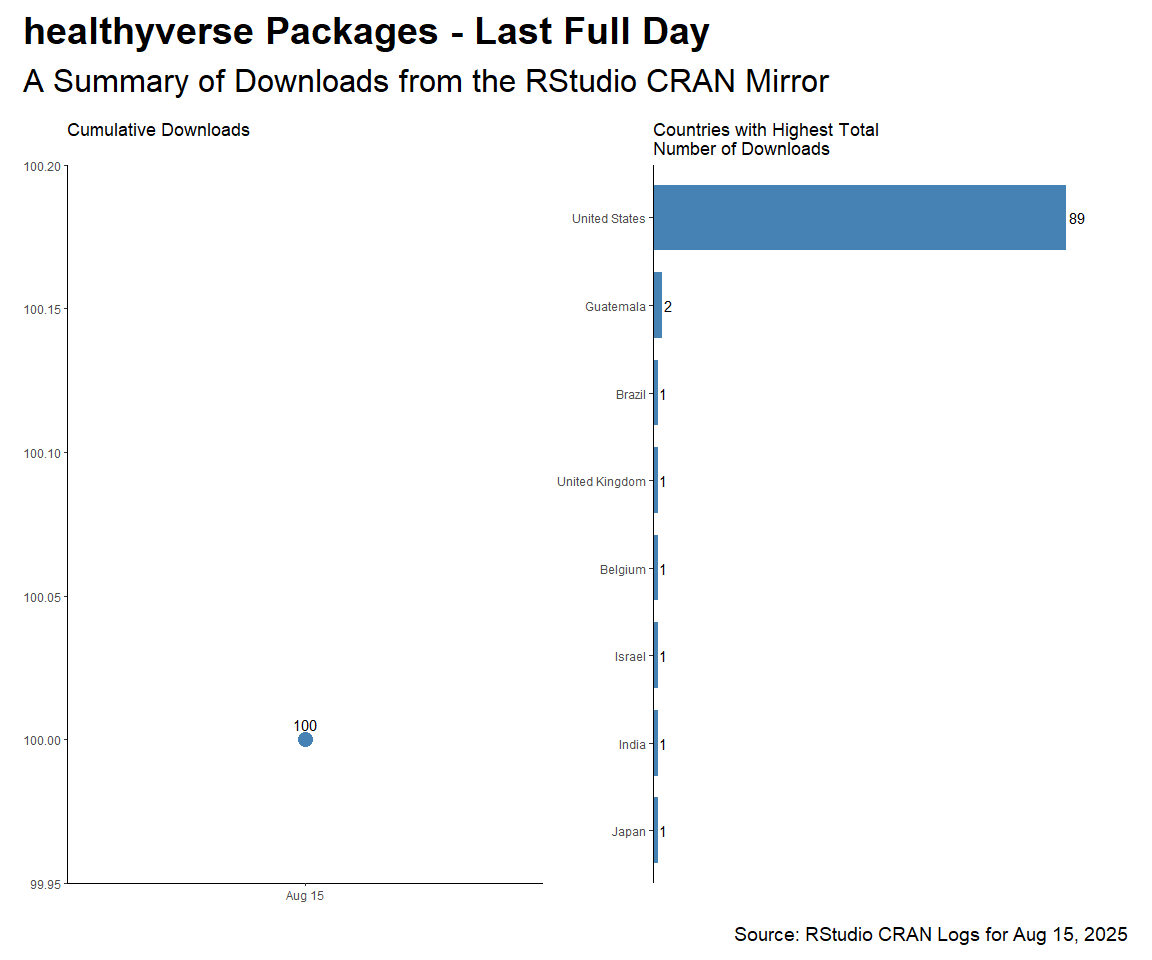 healthyverse Packages - Last Full Day
A Summary of Downloads from the RStudio CRAN Mirror
Cumulative Downloads
100.20
100.15
100.10
100.05
100.00
99.95
100
Aug 15
Countries with Highest Total
Number of Downloads
United States 89
Guatemala 2
Brazil 1
United Kingdom 1
Belgium 1
Israel 1
India 1
Japan 1
Source: RStudio CRAN Logs for Aug 15, 2025